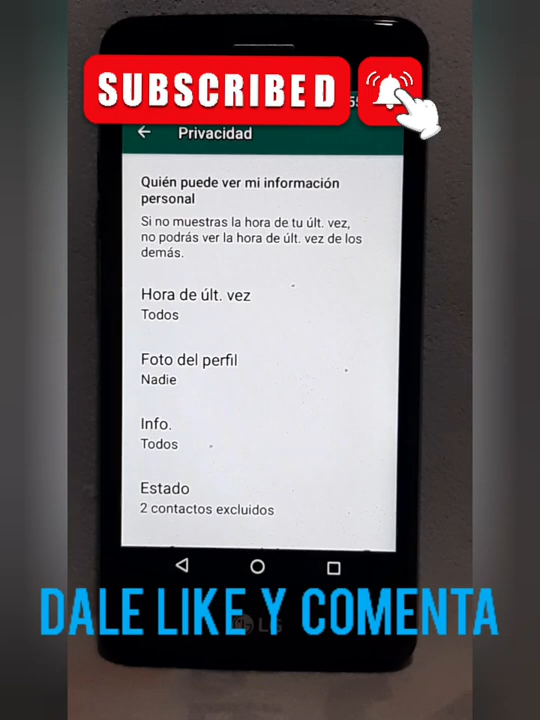 SUBSCRIBED
Privacidad
Quién puede ver mi información
personal
Si no muestras la hora de tu últ. vez,
no podrás ver la hora de últ. vez de los
demás.
Hora de últ. vez
Todos
Foto del perfil
Nadie
Info.
Todos
Estado
2 contactos excluidos
DALE LIKE Y COMENTA
LG